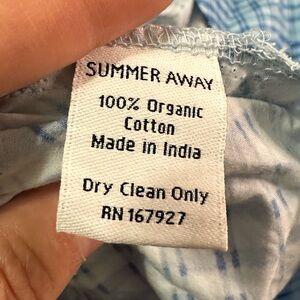 SUMMER AWAY
100% Organic
Cotton
Made in India
Dry Clean Only
RN 167927